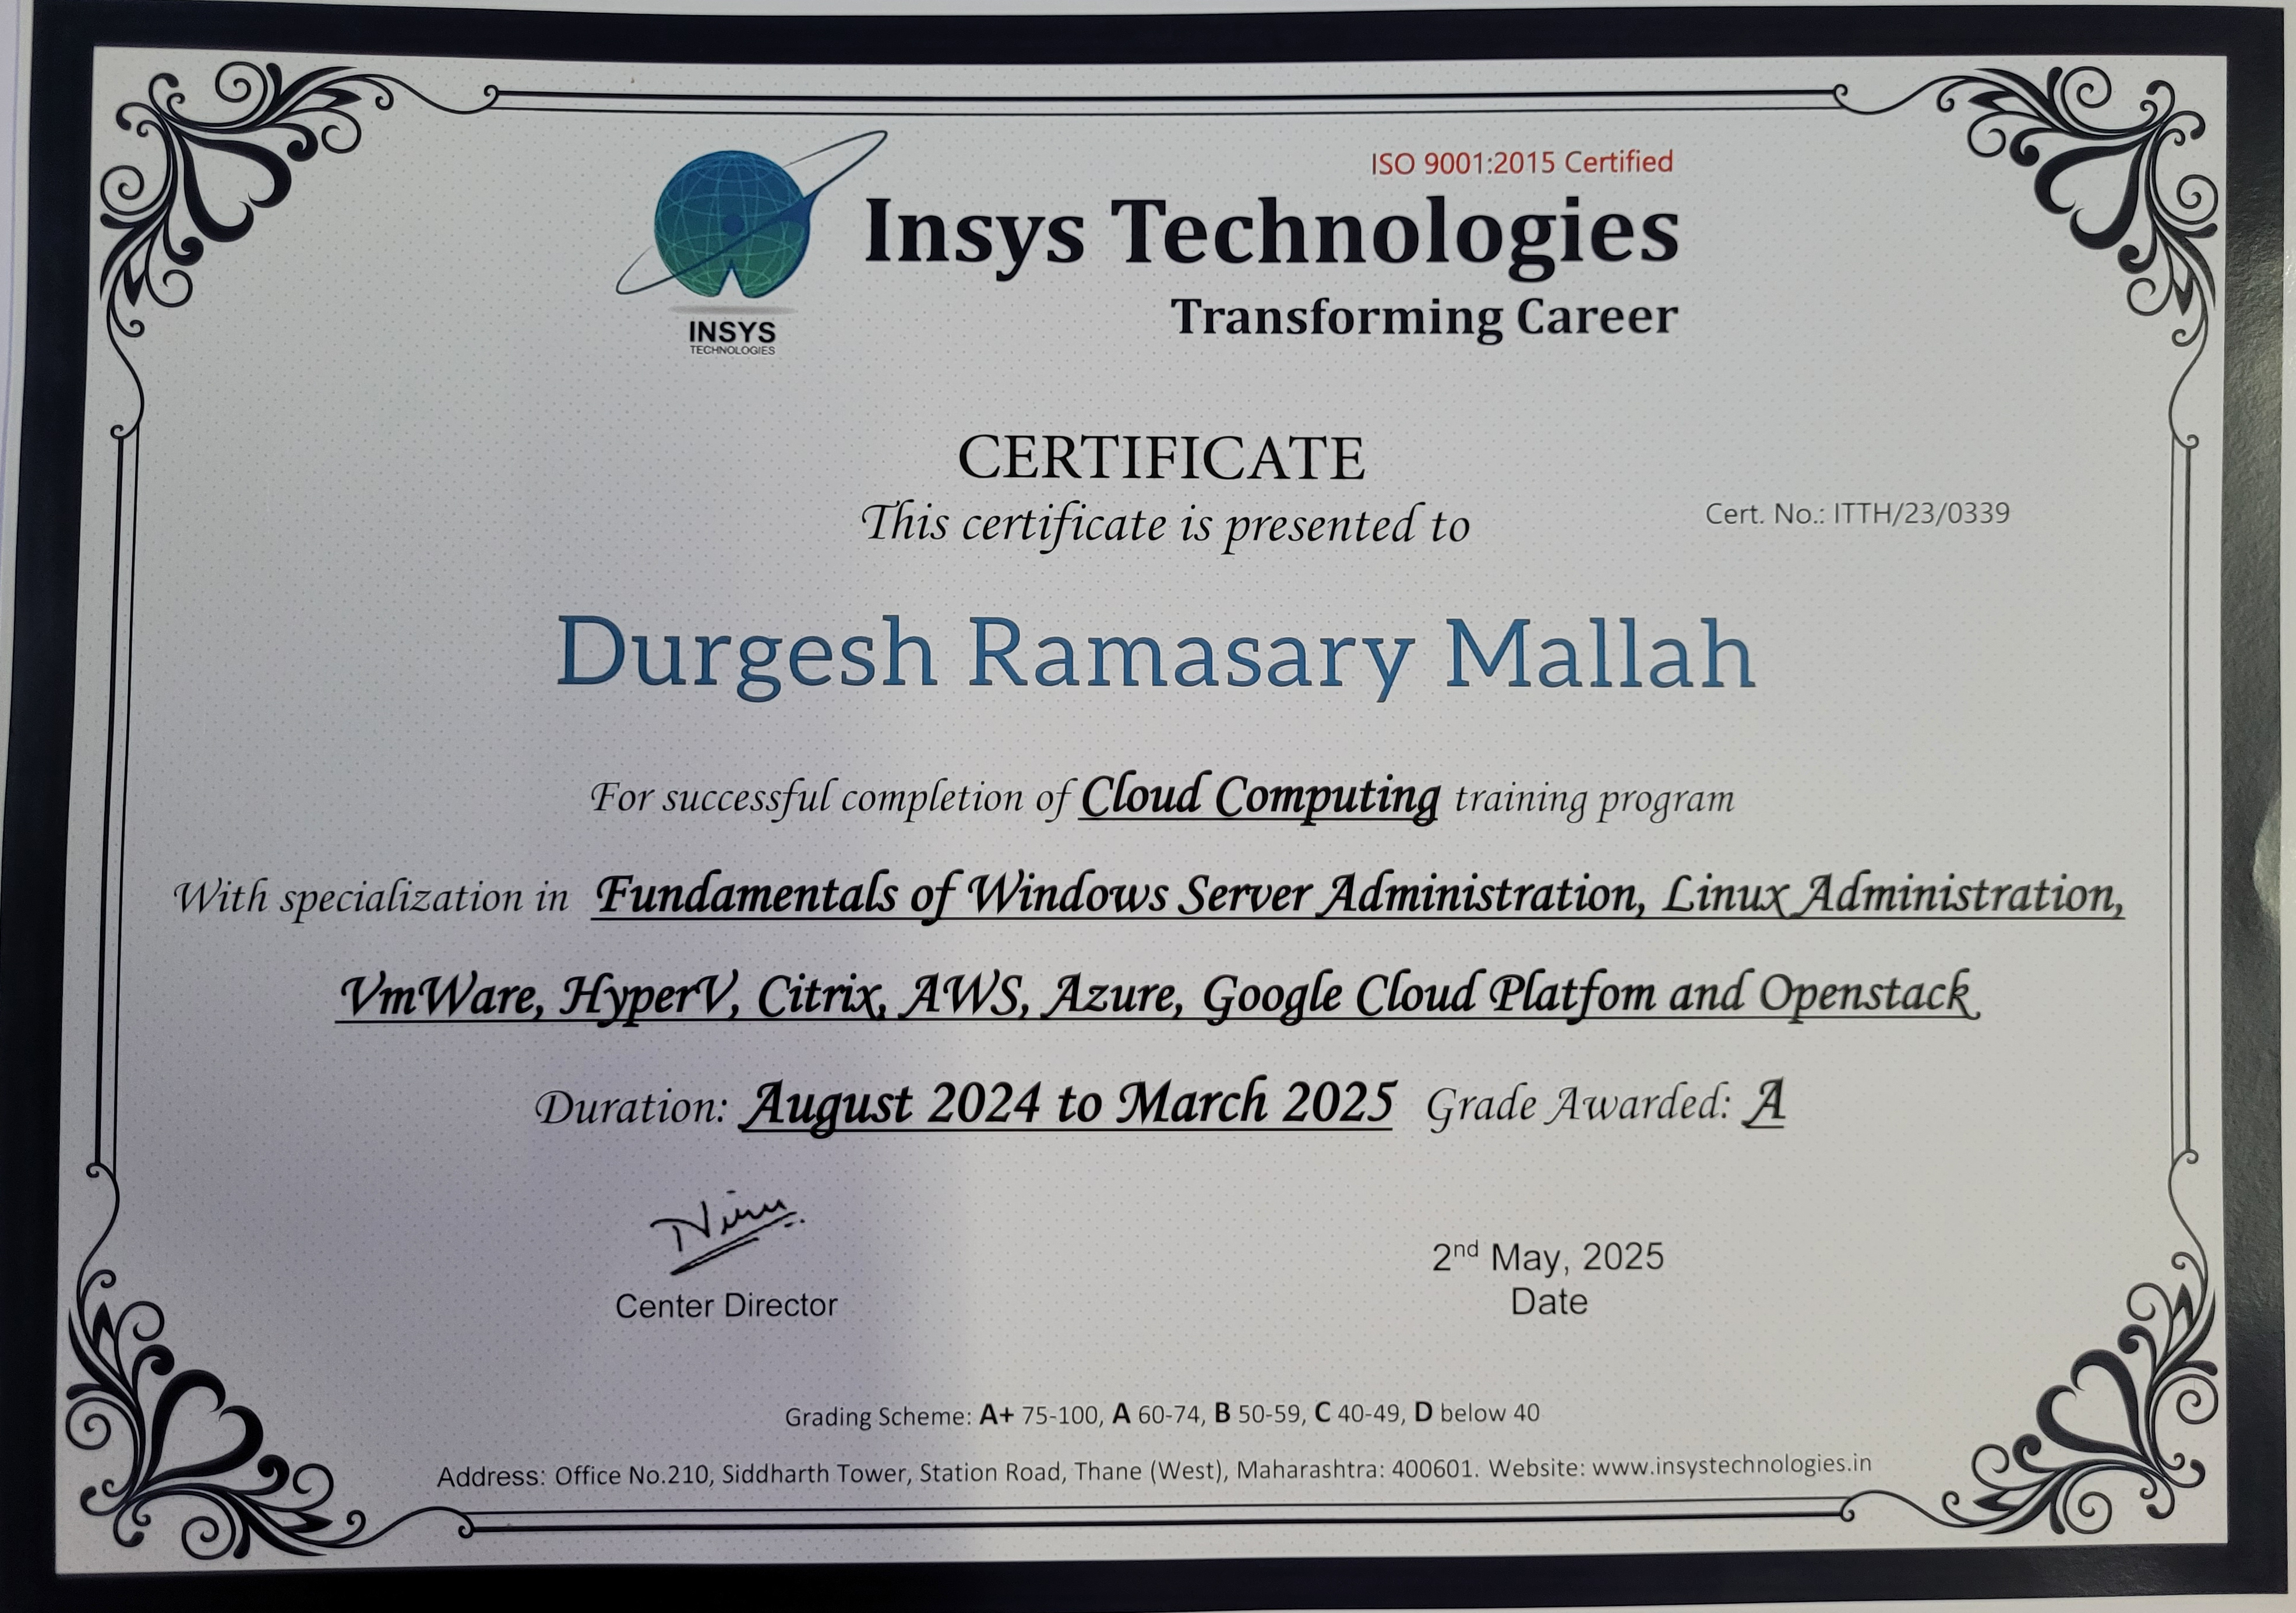 ISO 9001:2015 Certified
Insys Technologies
Transforming Career
INSYS
TECHNOLOGIES
CERTIFICATE
This certificate is presented to
Cert. No.: ITTH/23/0339
Durgesh Ramasary Mallah
For successful completion of Cloud Computing training program
With specialization in Fundamentals of Windows Server Administration, Linux Administration,
VmWare, HyperV, Citrix, AWS, Azure, Google Cloud Platfom and Openstack
Duration: August 2024 to March 2025 Grade Awarded: A
Center Director
2nd May, 2025
Date
Grading Scheme: A+ 75-100, A 60-74, B 50-59, C 40-49, D below 40
Address: Office No.210, Siddharth Tower, Station Road, Thane (West), Maharashtra: 400601. Website: www.insystechnologies.in